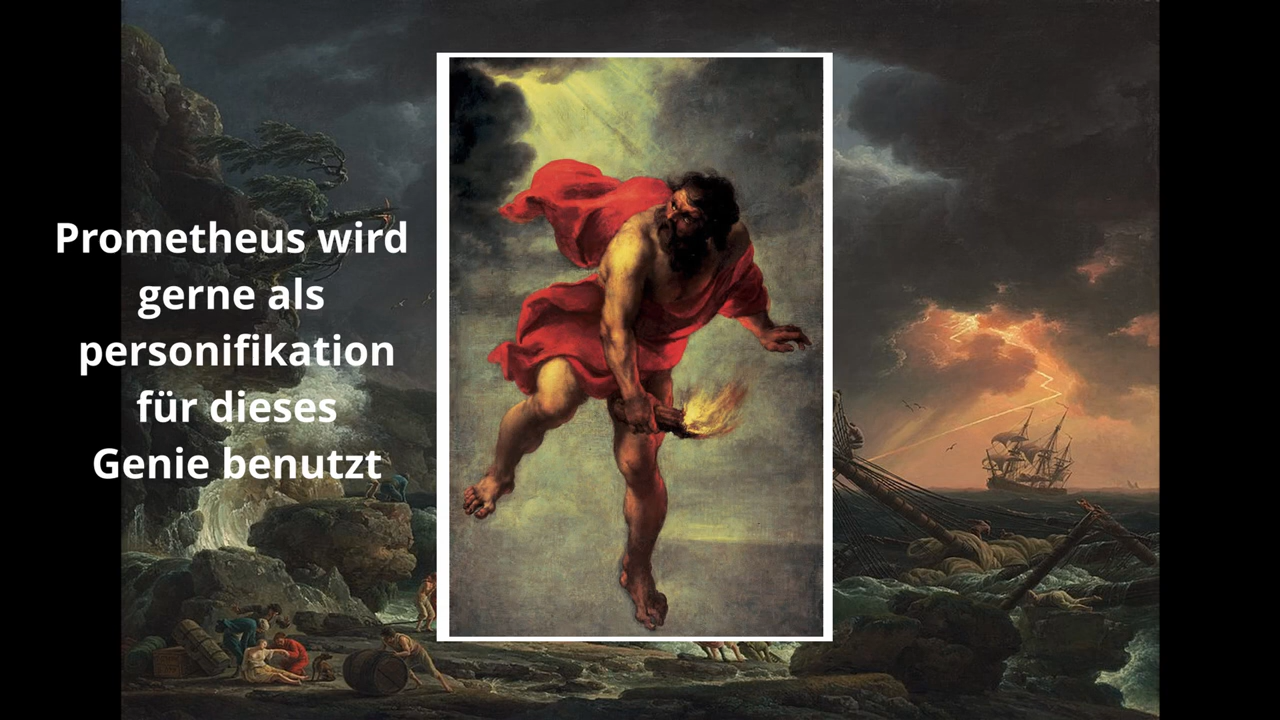 Prometheus wird
gerne als
personifikation
für dieses
Genie benutzt